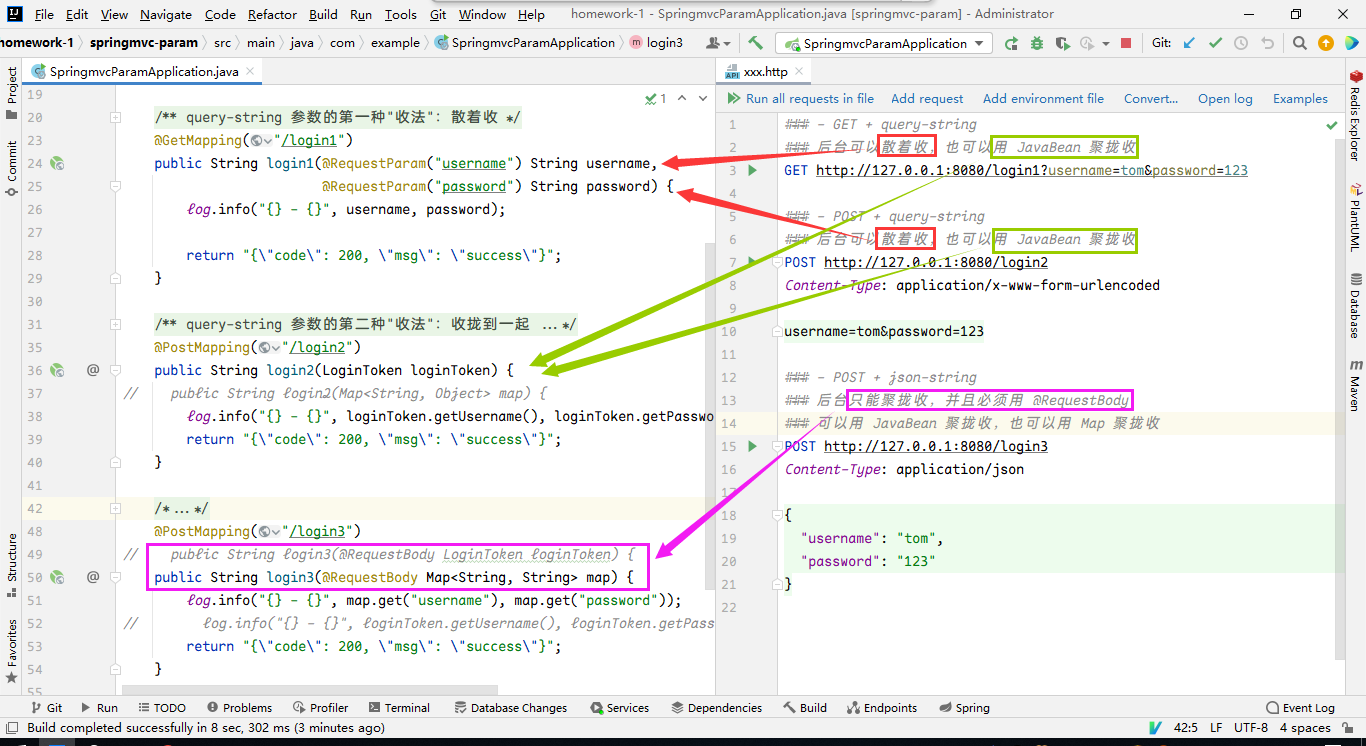 File Edit View Navigate Code Refactor Build Run Tools Git Window Help homework-1 - SpringmvcParamApplication.java [springmvc-param] - Administrator
homework-1 springmvc-param src main java com example SpringmvcParamApplication login3 SpringmvcParamApplication Git:
SpringmvcParamApplication.java
19
20 /** query-string 参数的第一种"收法": 散着收 */
23 @GetMapping("/login1")
24 public String login1(@RequestParam("username") String username,
25 @RequestParam("password") String password) {
26 log.info("{} - {}", username, password);
27
28 return "{\"code\": 200, \"msg\": \"success\"}";
29 }
30
31 /** query-string 参数的第二种"收法": 收拢到一起 ...*/
35 @PostMapping("/login2")
36 @ public String login2(LoginToken loginToken) {
37 // public String login2(Map<String, Object> map) {
38 log.info("{} - {}", loginToken.getUsername(), loginToken.getPasswo
39 return "{\"code\": 200, \"msg\": \"success\"}";
40 }
41
42 /*...*/
48 @PostMapping("/login3")
49 // public String login3(@RequestBody LoginToken loginToken) {
50 @ public String login3(@RequestBody Map<String, String> map) {
51 log.info("{} - {}", map.get("username"), map.get("password"));
52 // log.info("{} - {}", loginToken.getUsername(), loginToken.getPass
53 return "{\"code\": 200, \"msg\": \"success\"}";
54 }
55
1
xxx.http
Run all requests in file Add request Add environment file Convert... Open log Examples
1 ### - GET + query-string
2 ### 后台可以散着收，也可以用 JavaBean 聚拢收
3 GET http://127.0.0.1:8080/login1?username=tom&password=123
4
5 ### - POST + query-string
6 ### 后台可以散着收，也可以用 JavaBean 聚拢收
7 POST http://127.0.0.1:8080/login2
8 Content-Type: application/x-www-form-urlencoded
9
10 username=tom&password=123
11
12 ### - POST + json-string
13 ### 后台只能聚拢收，并且必须用 @RequestBody
14 ### 可以用 JavaBean 聚拢收，也可以用 Map 聚拢收
15 POST http://127.0.0.1:8080/login3
16 Content-Type: application/json
17
18 {
19 "username": "tom",
20 "password": "123"
21 }
22
Project
Commit
Structure
Favorites
Redis Explorer
PlantUML
Database
Maven
Git Run TODO Problems Profiler Terminal Database Changes Services Dependencies Build Endpoints Spring Event Log
Build completed successfully in 8 sec, 302 ms (3 minutes ago) 42:5 LF UTF-8 4 spaces